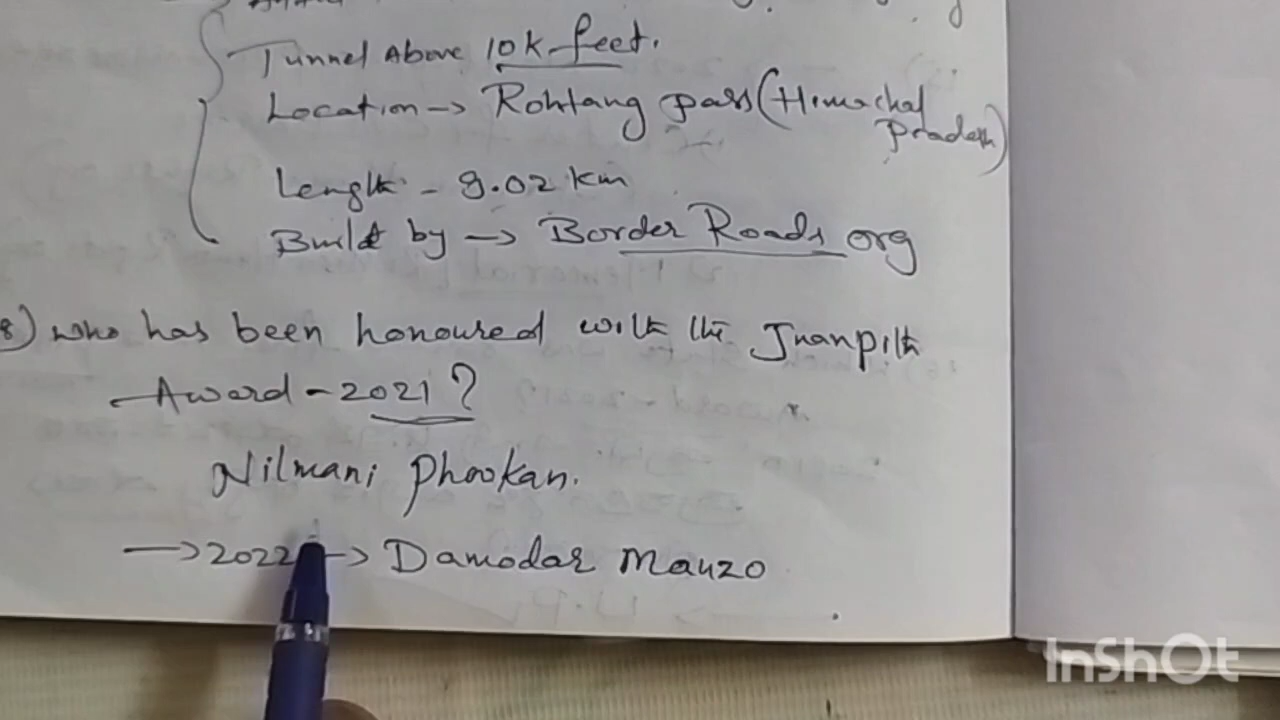 Tunnel Above 10k feet.
Location → Rohtang pass (Himachal
Pradesh)
Length - 9.02 km
Build by → Border Roads org
8) who has been honoured with the Jnanpith
Award - 2021?
Nilmani Phookan.
→ 2022 → Damodar Mauzo
InShOt